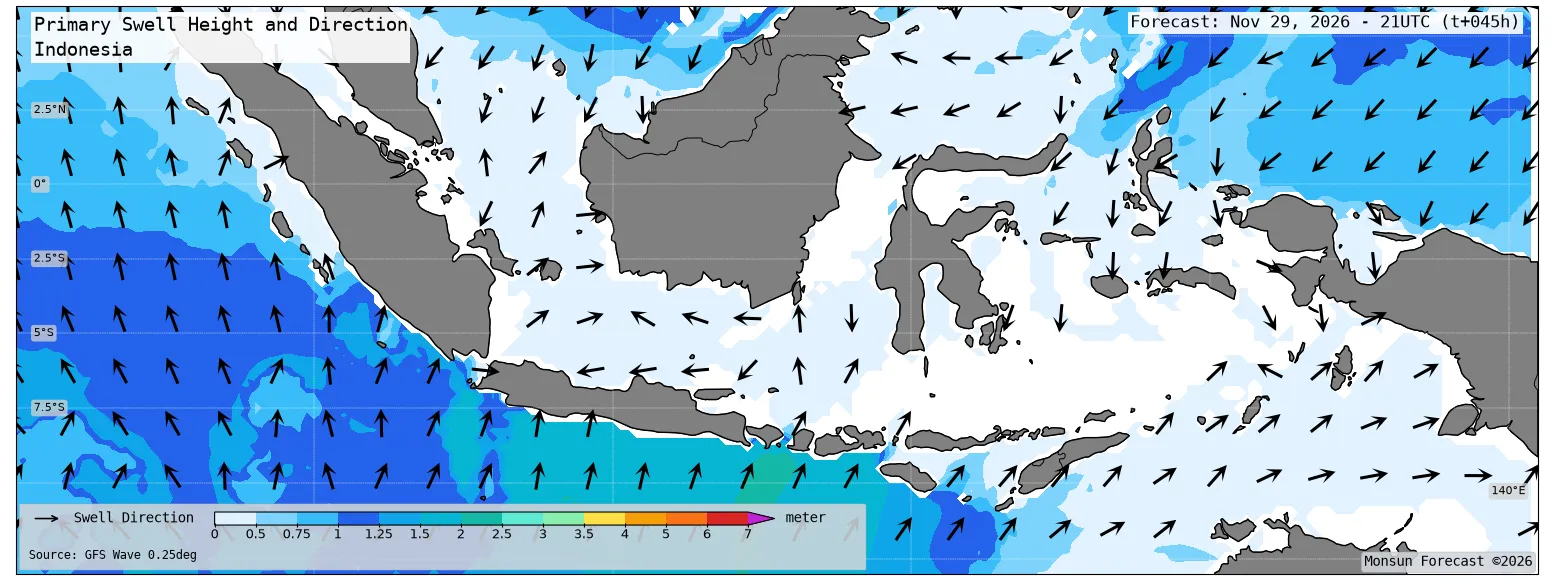 Primary Swell Height and Direction
Indonesia
Forecast: Nov 29, 2026 - 21UTC (t+045h)
2.5°N
0°
2.5°S
5°S
7.5°S
140°E
Swell Direction
meter
0 0.5 0.75 1 1.25 1.5 2 2.5 3 3.5 4 5 6 7
Source: GFS Wave 0.25deg
Monsun Forecast ©2026